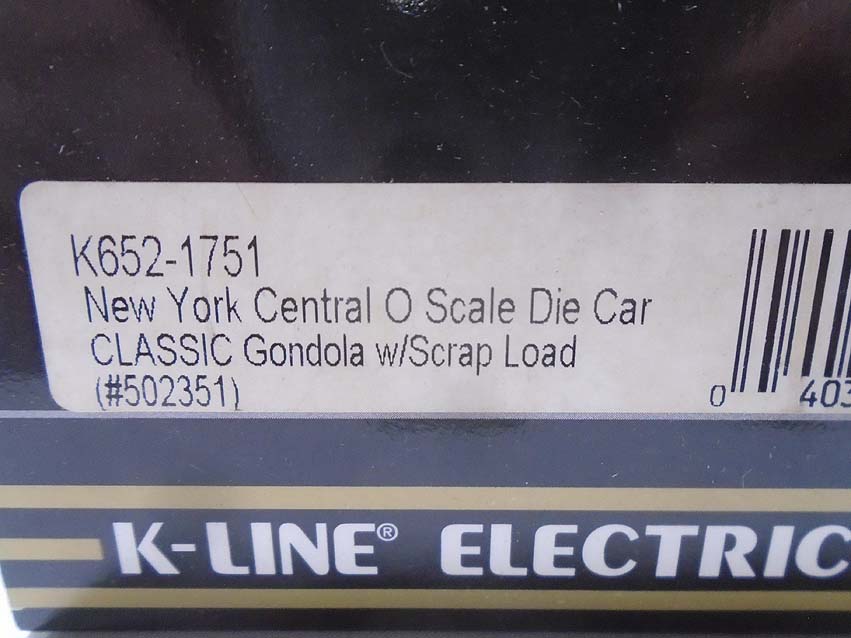 K652-1751
New York Central O Scale Die Car
CLASSIC Gondola w/Scrap Load
(#502351)
0 403
K-LINE® ELECTRIC